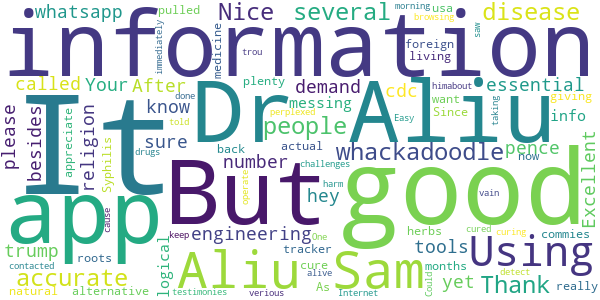 whatsapp
pulled
usa
morning
browsing
saw
Nice
several
disease
immediately
medicine
foreign
living
information
called
Your
After
plenty
demand
cdc
essential
want
giving
messing
Since
info
please
besides
religion
appreciate
know
It
Dr
Aliu
trou
people
perplexed
himabout
Easy
taking
done
told
drugs
sure
back
actual
whackadoodle
pence
now
Syphilis
But
number
challenges
hey
good
Excellent
app
engineering
operate
harm
tracker
herbs
tools
commies
vain
Using
trump
roots
cause
keep
One
logical
accurate
contacted
Aliu
Sam
cure
alive
As
months
yet
cured
curing
really
Thank
natural
alternative
testimonies
verious
Internet
Could
detect